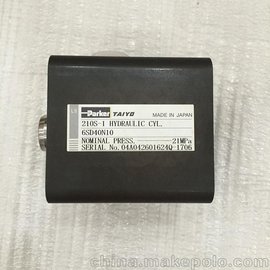 Parker TAIYO MADE IN JAPAN
210S-1 HYDRAULIC CYL.
6SD40N10
NOMINAL PRESS. 21MPa
SERIAL No. 04A042601624Q-1706
china.makepolo.com